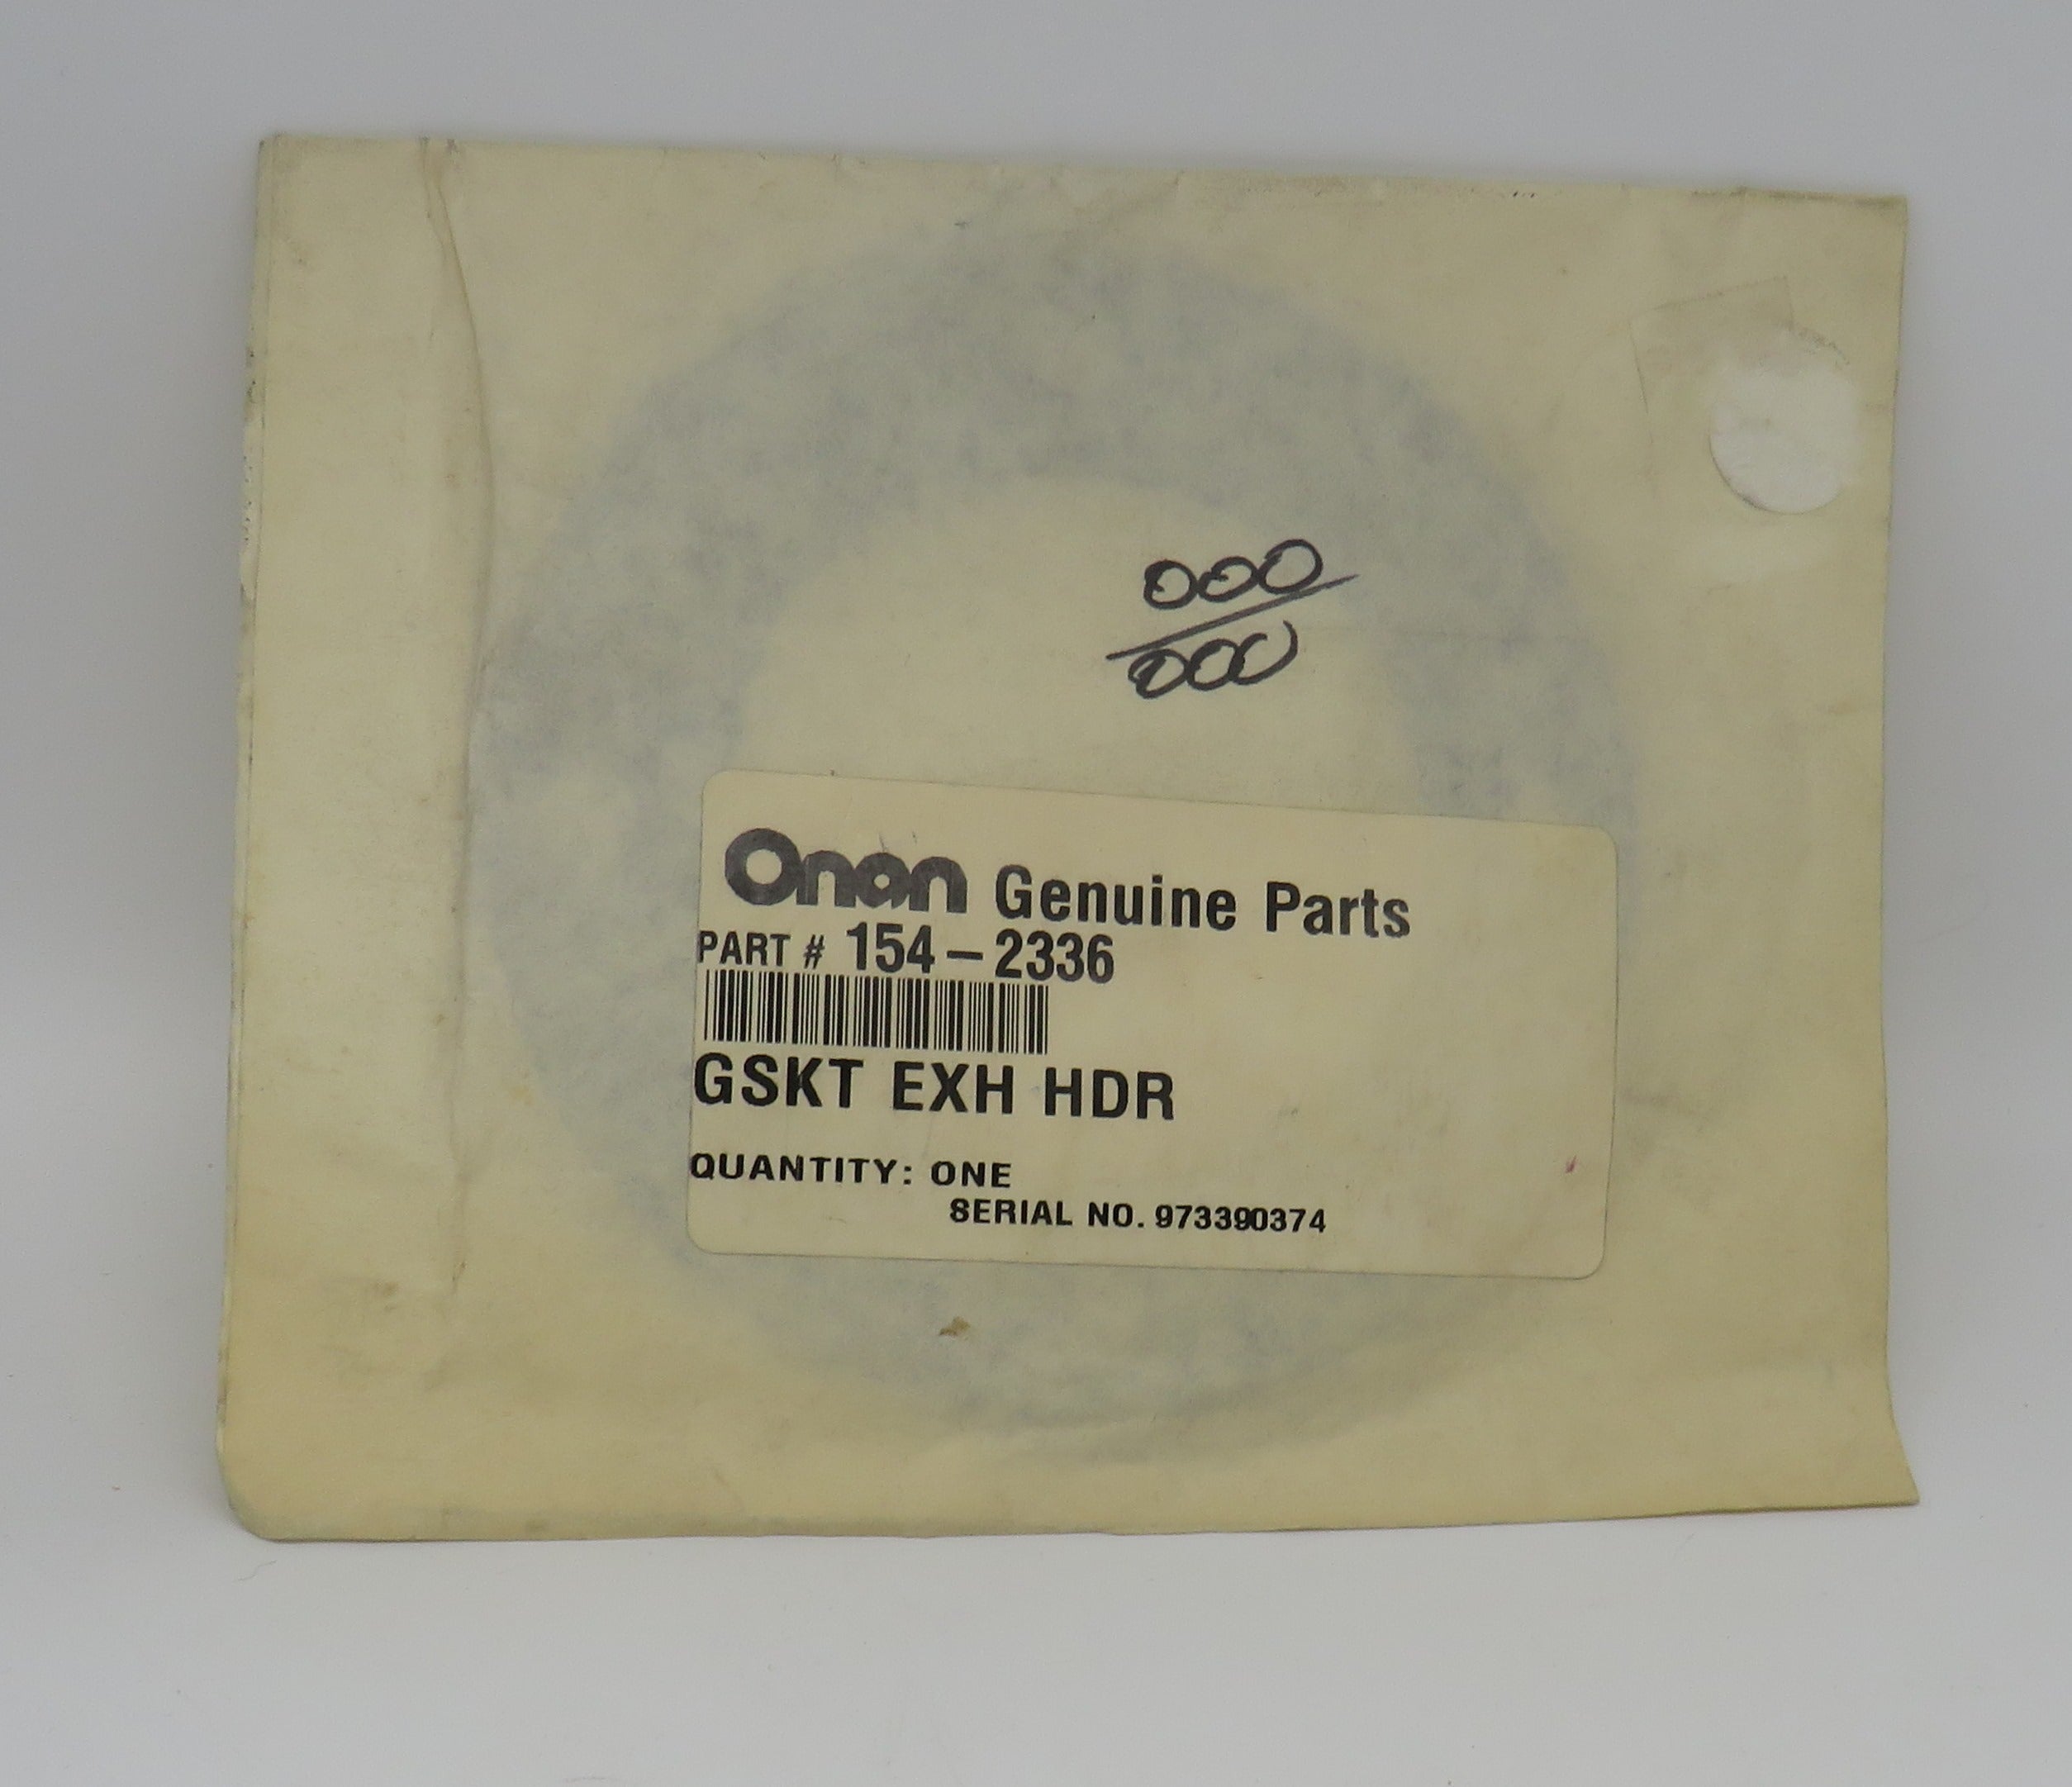 000
000
Onan Genuine Parts
PART # 154-2336
GSKT EXH HDR
QUANTITY: ONE
SERIAL NO. 973390374